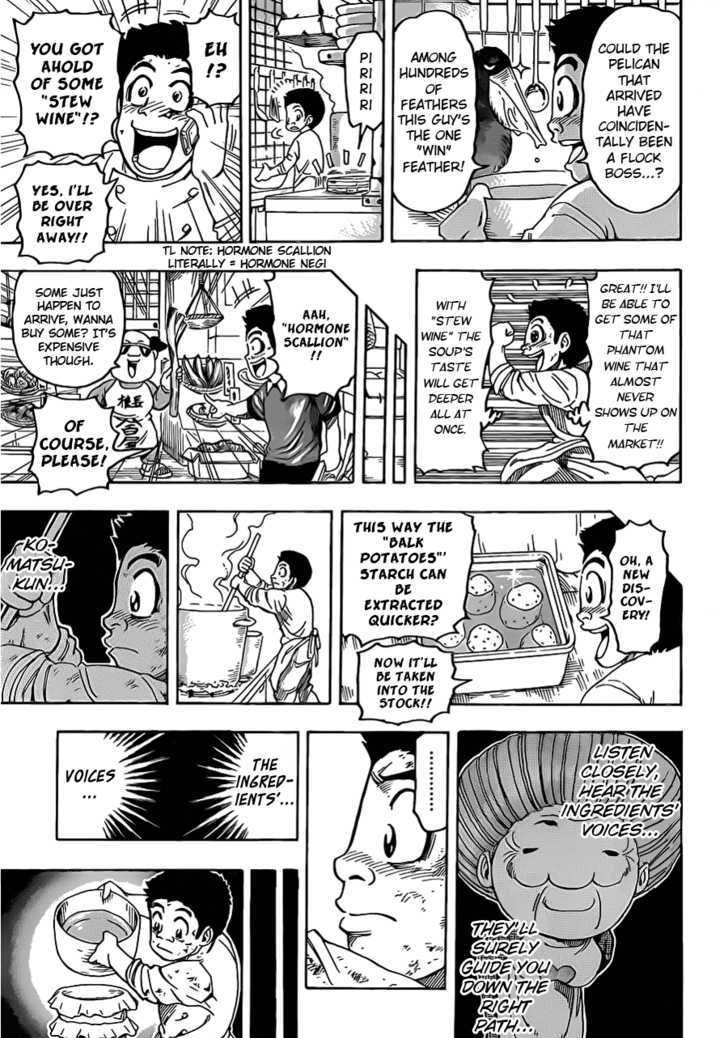 COULD THE
PELICAN
THAT
ARRIVED
HAVE
COINCIDEN-
TALLY BEEN
A FLOCK
BOSS...?
AMONG
HUNDREDS
OF
FEATHERS
THIS GUY'S
THE ONE
"WIN"
FEATHER!
PI
RI
RI
RI
EH
!?
YOU GOT
AHOLD
OF SOME
"STEW
WINE"!?
YES, I'LL
BE OVER
RIGHT
AWAY!!
TL NOTE: HORMONE SCALLION
LITERALLY = HORMONE NEGI
GREAT!! I'LL
BE ABLE TO
GET SOME
OF THAT
PHANTOM
WINE THAT
ALMOST
NEVER
SHOWS UP ON
THE
MARKET!!
WITH
"STEW
WINE" THE
SOUP'S
TASTE
WILL GET
DEEPER
ALL AT
ONCE.
AAH,
"HORMONE
SCALLION"
!!
SOME JUST
HAPPEN TO
ARRIVE, WANNA
BUY SOME? IT'S
EXPENSIVE
THOUGH.
OF
COURSE,
PLEASE!
OH, A
NEW
DIS-
COV-
ERY!
THIS WAY THE
"BALK
POTATOES"'
STARCH CAN
BE
EXTRACTED
QUICKER?
NOW IT'LL
BE TAKEN
INTO THE
STOCK!!
KO-
MATSU-
KUN...
LISTEN
CLOSELY,
HEAR THE
INGREDIENTS'
VOICES...
THEY'LL
SURELY
GUIDE YOU
DOWN THE
RIGHT
PATH...
.........
THE
INGRED-
IENTS'...
VOICES
...